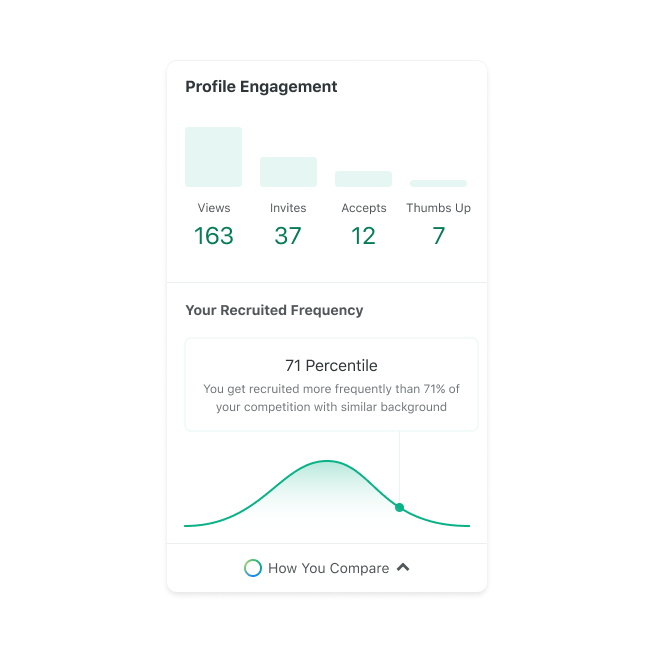 Profile Engagement
Views Invites Accepts Thumbs Up
163 37 12 7
Your Recruited Frequency
71 Percentile
You get recruited more frequently than 71% of
your competition with similar background
How You Compare